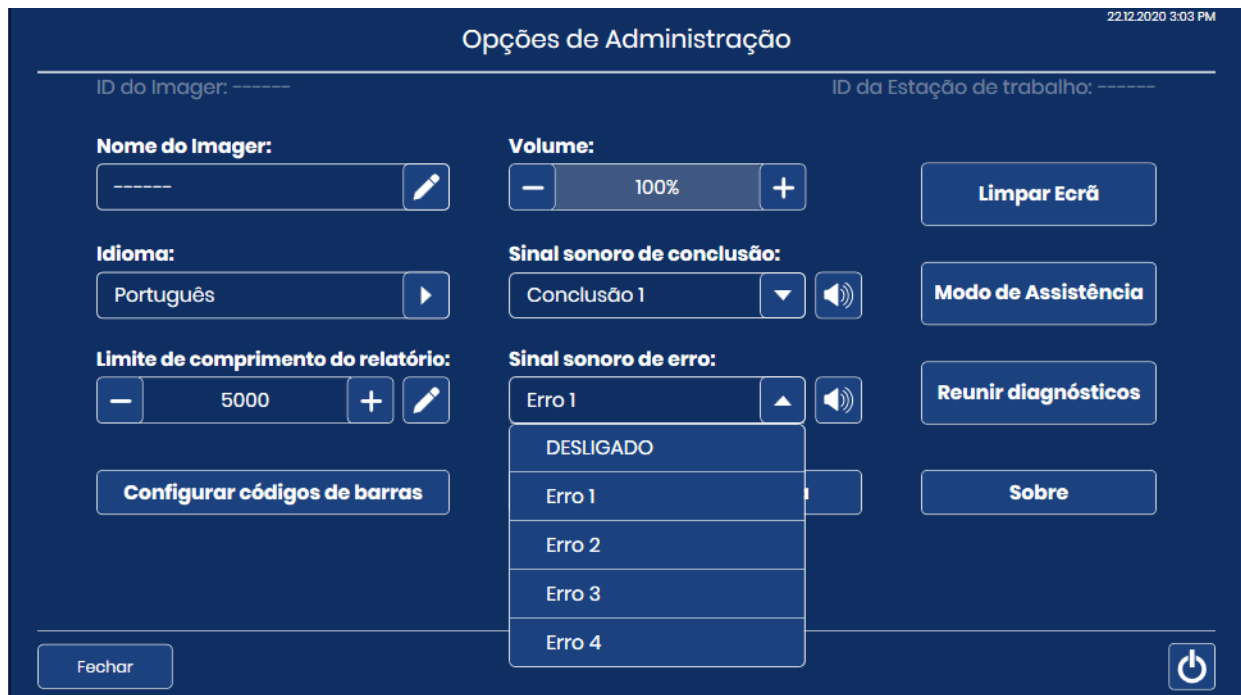 22.12.2020 3:03 PM
Opções de Administração
ID do Imager: ------
ID da Estação de trabalho: ------
Nome do Imager:
------
Volume:
100%
Limpar Ecrã
Idioma:
Português
Sinal sonoro de conclusão:
Conclusão 1
Modo de Assistência
Limite de comprimento do relatório:
5000
Sinal sonoro de erro:
Erro 1
Reunir diagnósticos
DESLIGADO
Erro 1
Erro 2
Erro 3
Erro 4
Configurar códigos de barras
Sobre
Fechar